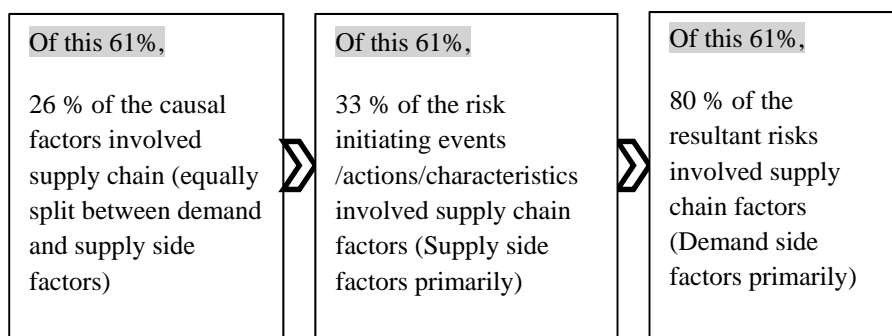 Of this 61%,
26 % of the causal
factors involved
supply chain (equally
split between demand
and supply side
factors)
Of this 61%,
33 % of the risk
initiating events
/actions/characteristics
involved supply chain
factors (Supply side
factors primarily)
Of this 61%,
80 % of the
resultant risks
involved supply
chain factors
(Demand side
factors primarily)